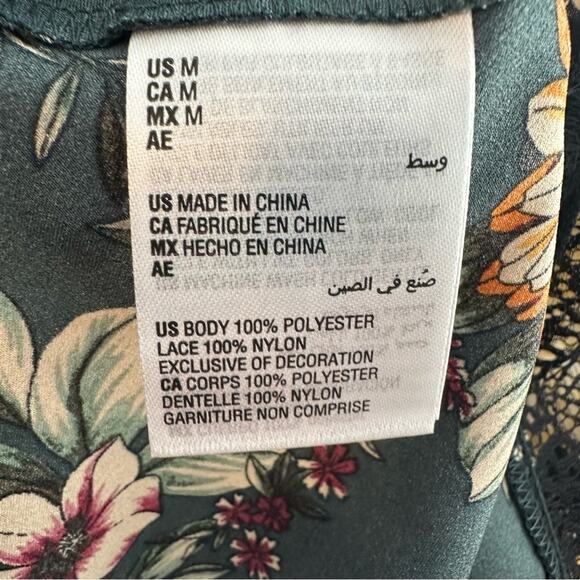 US M
CA M
MX M
AE
وسط
US MADE IN CHINA
CA FABRIQUÉ EN CHINE
MX HECHO EN CHINA
AE
صُنع في الصين
US BODY 100% POLYESTER
LACE 100% NYLON
EXCLUSIVE OF DECORATION
CA CORPS 100% POLYESTER
DENTELLE 100% NYLON
GARNITURE NON COMPRISE